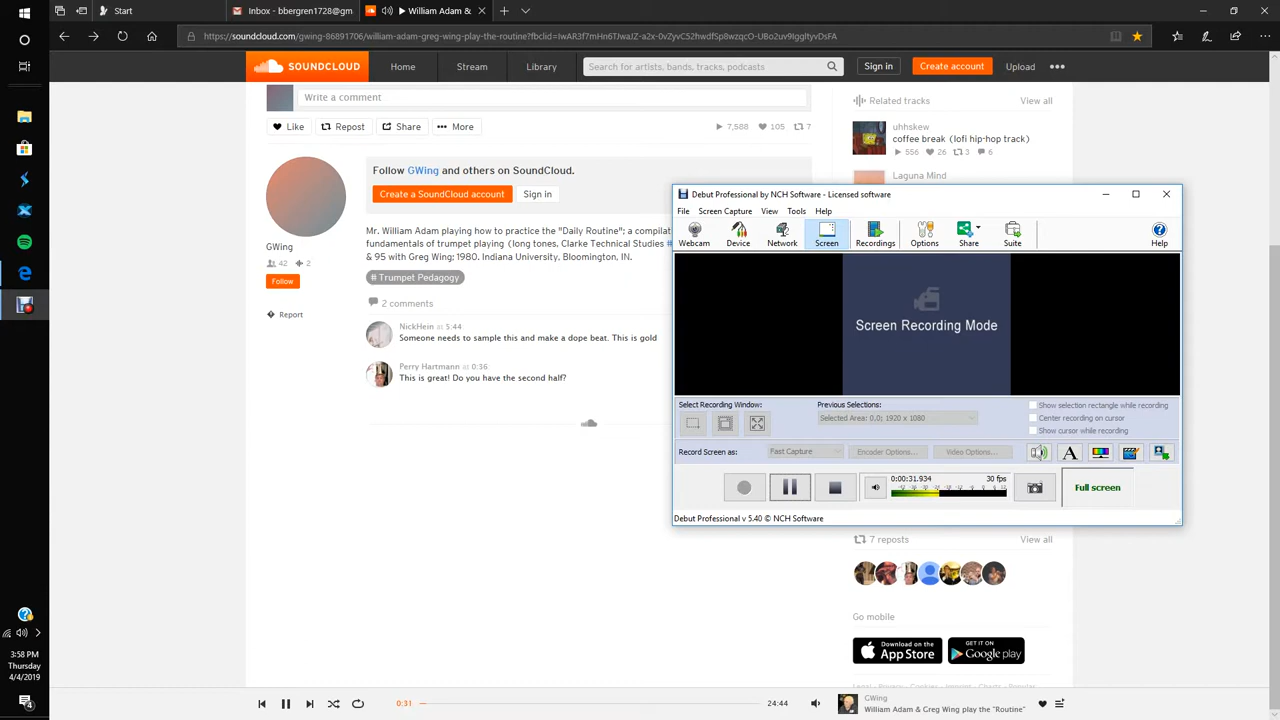 Start
Inbox - bbergren1728@gm
William Adam &
https://soundcloud.com/gwing-86891706/william-adam-greg-wing-play-the-routine?fbclid=IwAR3f7mHn6TJwaJZ-a2x-0vZyvC52hwdfSp8wzqcO-UBo2uv9IggltyvDsFA
SOUNDCLOUD
Home
Stream
Library
Search for artists, bands, tracks, podcasts
Sign in
Create account
Upload
Write a comment
Like
Repost
Share
More
7,588
105
7
Related tracks
View all
uhhskew
coffee break (lofi hip-hop track)
556
26
3
6
Laguna Mind
Follow GWing and others on SoundCloud.
Create a SoundCloud account
Sign in
GWing
42
2
Follow
Report
Mr. William Adam playing how to practice the "Daily Routine"; a compilat
fundamentals of trumpet playing (long tones, Clarke Technical Studies #
& 95 with Greg Wing; 1980. Indiana University, Bloomington, IN.
# Trumpet Pedagogy
2 comments
NickHein at 5:44
Someone needs to sample this and make a dope beat. This is gold
Perry Hartmann at 0:36
This is great! Do you have the second half?
Debut Professional by NCH Software - Licensed software
File
Screen Capture
View
Tools
Help
Webcam
Device
Network
Screen
Recordings
Options
Share
Suite
Help
Screen Recording Mode
Select Recording Window:
Previous Selections:
Selected Area: 0,0; 1920 x 1080
Show selection rectangle while recording
Center recording on cursor
Show cursor while recording
Record Screen as:
Fast Capture
Encoder Options...
Video Options...
0:00:31.934
30 fps
Full screen
Debut Professional v 5.40 © NCH Software
7 reposts
View all
Go mobile
Download on the
App Store
GET IT ON
Google play
Legal - Privacy - Cookies - Imprint - Charts - Popular
3:58 PM
Thursday
4/4/2019
4
0:31
24:44
GWing
William Adam & Greg Wing play the "Routine"